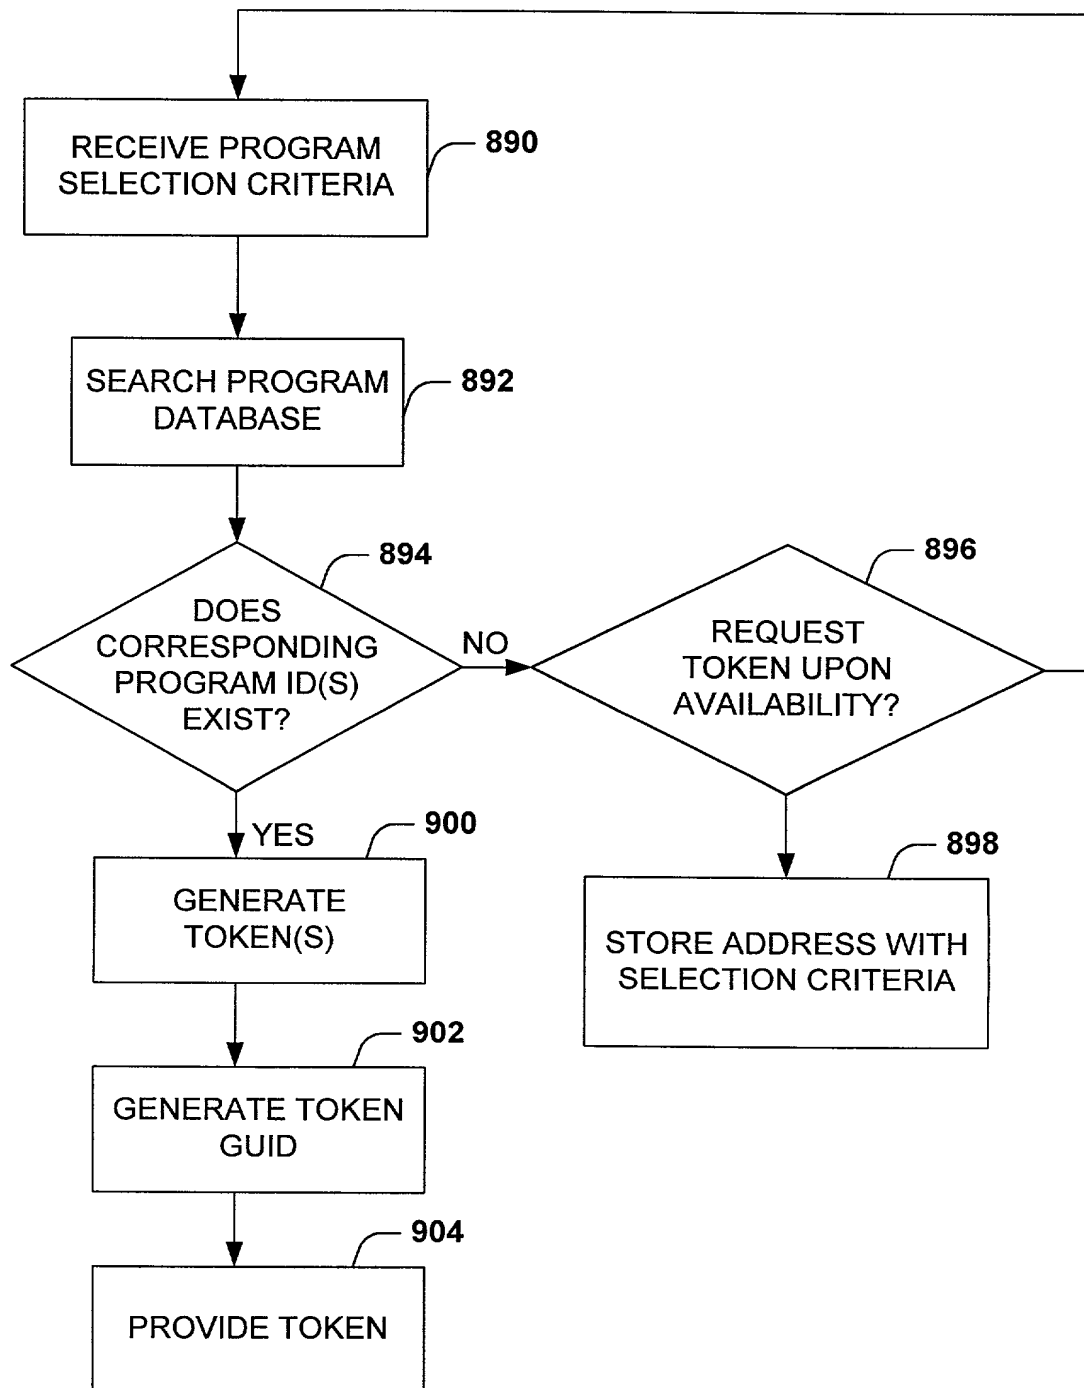 RECEIVE PROGRAM
SELECTION CRITERIA
890
SEARCH PROGRAM
DATABASE
892
894
DOES
CORRESPONDING
PROGRAM ID(S)
EXIST?
NO
896
REQUEST
TOKEN UPON
AVAILABILITY?
YES
900
GENERATE
TOKEN(S)
898
STORE ADDRESS WITH
SELECTION CRITERIA
902
GENERATE TOKEN
GUID
904
PROVIDE TOKEN